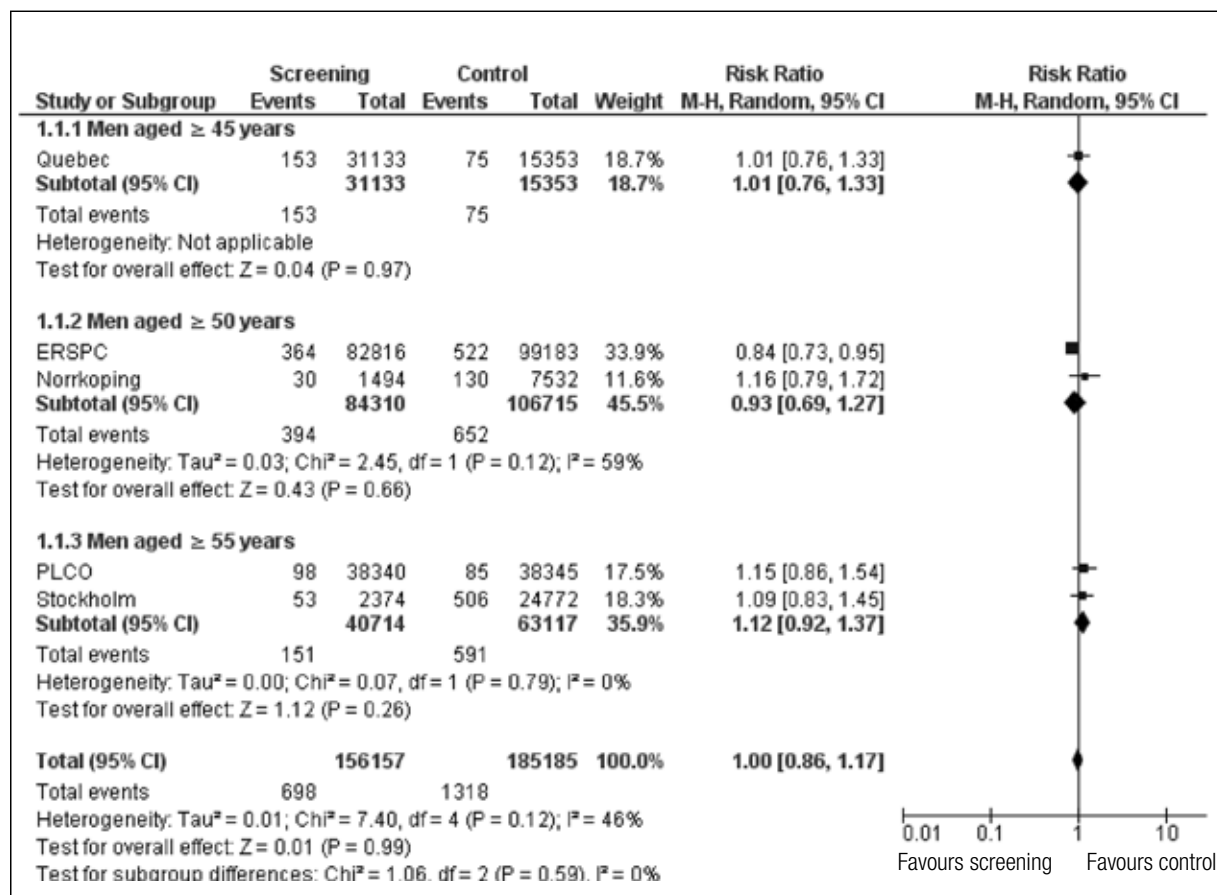 Screening Control Risk Ratio Risk Ratio
Study or Subgroup Events Total Events Total Weight M-H, Random, 95% CI M-H, Random, 95% CI
1.1.1 Men aged ≥ 45 years
Quebec 153 31133 75 15353 18.7% 1.01 [0.76, 1.33]
Subtotal (95% CI) 31133 15353 18.7% 1.01 [0.76, 1.33]
Total events 153 75
Heterogeneity: Not applicable
Test for overall effect: Z = 0.04 (P = 0.97)
1.1.2 Men aged ≥ 50 years
ERSPC 364 82816 522 99183 33.9% 0.84 [0.73, 0.95]
Norrkoping 30 1494 130 7532 11.6% 1.16 [0.79, 1.72]
Subtotal (95% CI) 84310 106715 45.5% 0.93 [0.69, 1.27]
Total events 394 652
Heterogeneity: Tau² = 0.03; Chi² = 2.45, df = 1 (P = 0.12); I² = 59%
Test for overall effect: Z = 0.43 (P = 0.66)
1.1.3 Men aged ≥ 55 years
PLCO 98 38340 85 38345 17.5% 1.15 [0.86, 1.54]
Stockholm 53 2374 506 24772 18.3% 1.09 [0.83, 1.45]
Subtotal (95% CI) 40714 63117 35.9% 1.12 [0.92, 1.37]
Total events 151 591
Heterogeneity: Tau² = 0.00; Chi² = 0.07, df = 1 (P = 0.79); I² = 0%
Test for overall effect: Z = 1.12 (P = 0.26)
Total (95% CI) 156157 185185 100.0% 1.00 [0.86, 1.17]
Total events 698 1318
Heterogeneity: Tau² = 0.01; Chi² = 7.40, df = 4 (P = 0.12); I² = 46%
Test for overall effect: Z = 0.01 (P = 0.99)
Test for subgroup differences: Chi² = 1.06, df = 2 (P = 0.59), I² = 0%
0.01 0.1 1 10
Favours screening Favours control